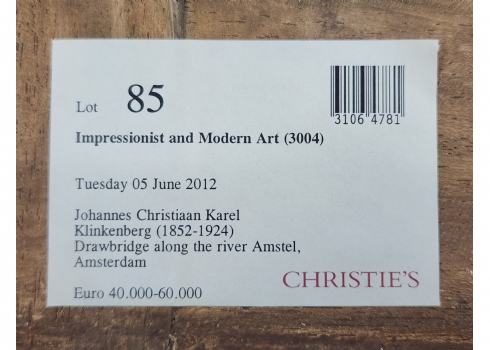 Lot 85
3106 4781
Impressionist and Modern Art (3004)
Tuesday 05 June 2012
Johannes Christiaan Karel
Klinkenberg (1852-1924)
Drawbridge along the river Amstel,
Amsterdam
CHRISTIE'S
Euro 40.000-60.000